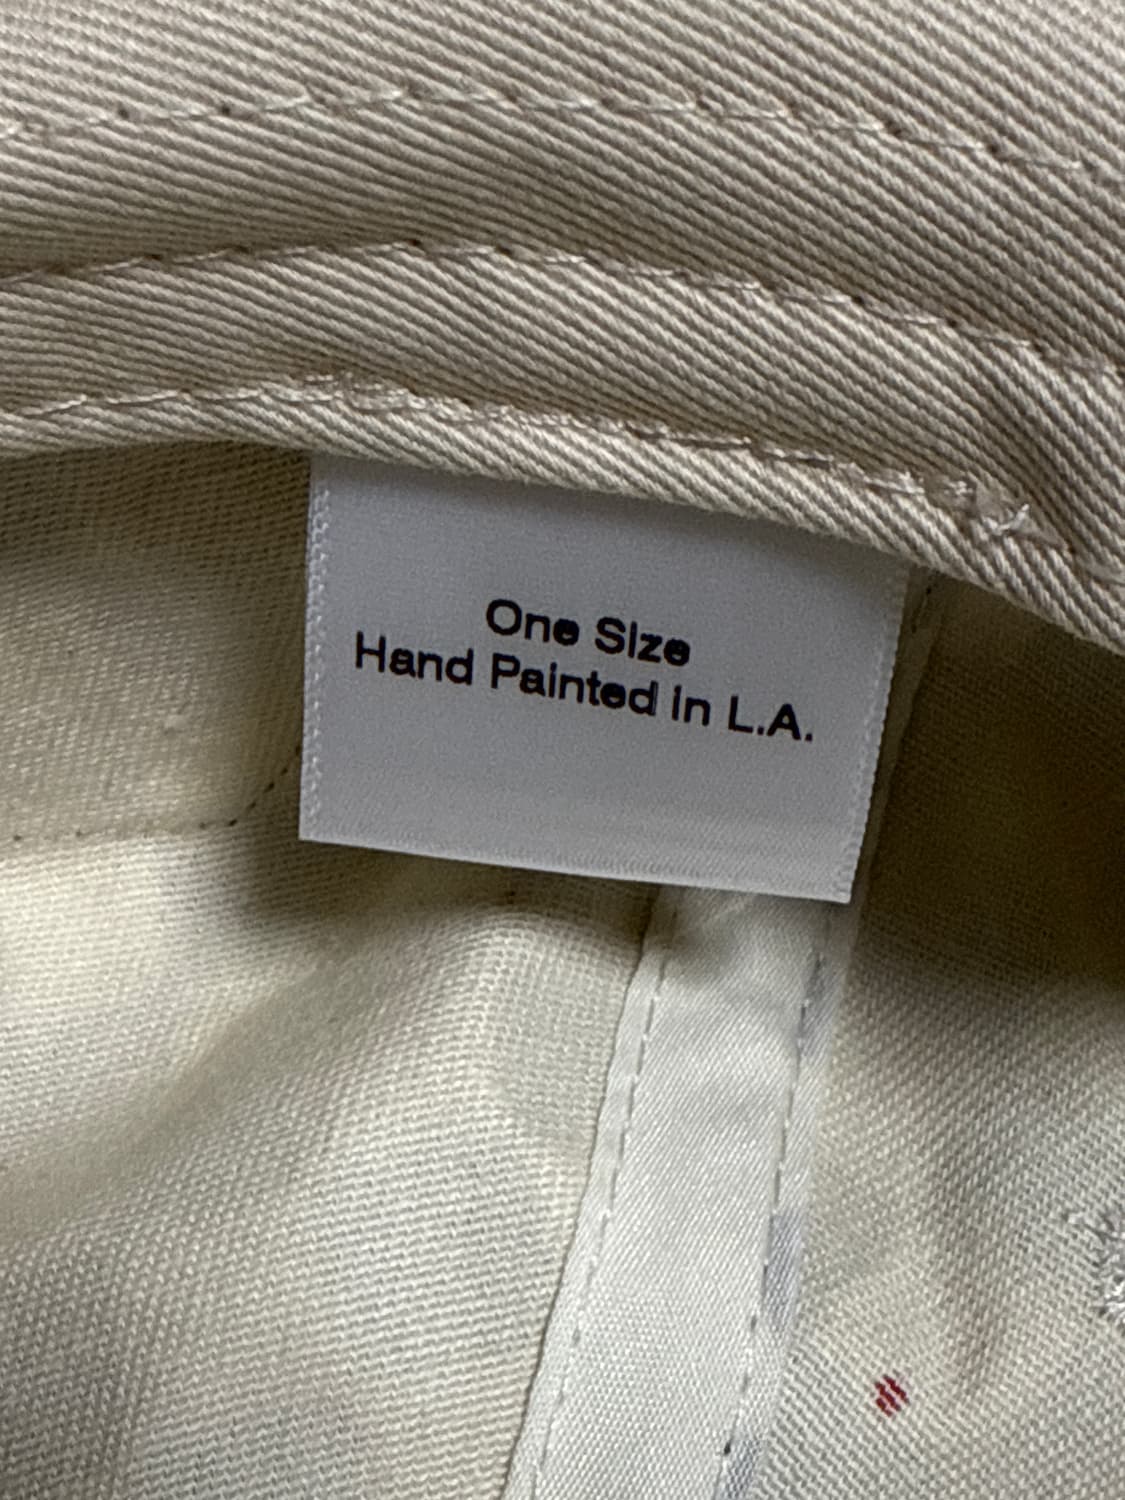 One Size
Hand Painted in L.A.